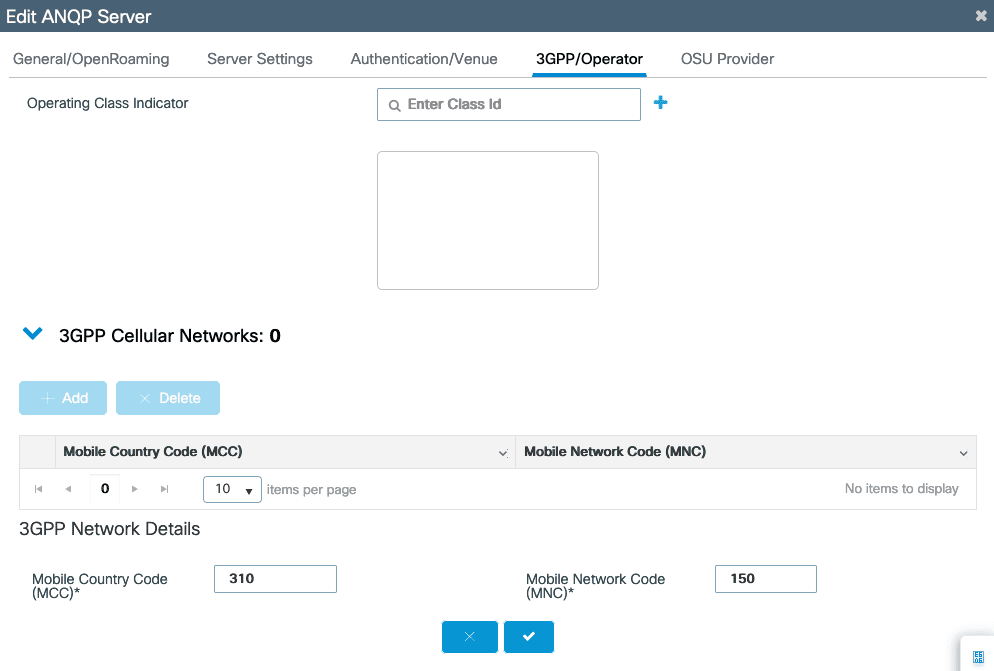 Edit ANQP Server
General/OpenRoaming Server Settings Authentication/Venue 3GPP/Operator OSU Provider
Operating Class Indicator Enter Class Id
3GPP Cellular Networks: 0
Add Delete
Mobile Country Code (MCC) Mobile Network Code (MNC)
0 10 items per page No items to display
3GPP Network Details
Mobile Country Code 310 Mobile Network Code 150
(MCC)* (MNC)*